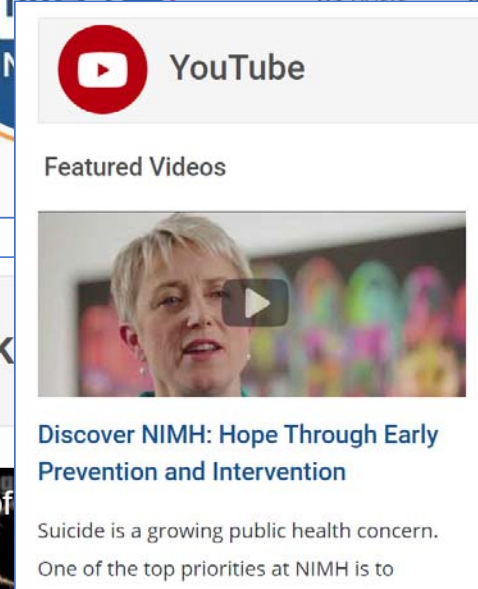 YouTube
Featured Videos
Discover NIMH: Hope Through Early
Prevention and Intervention
Suicide is a growing public health concern.
One of the top priorities at NIMH is to